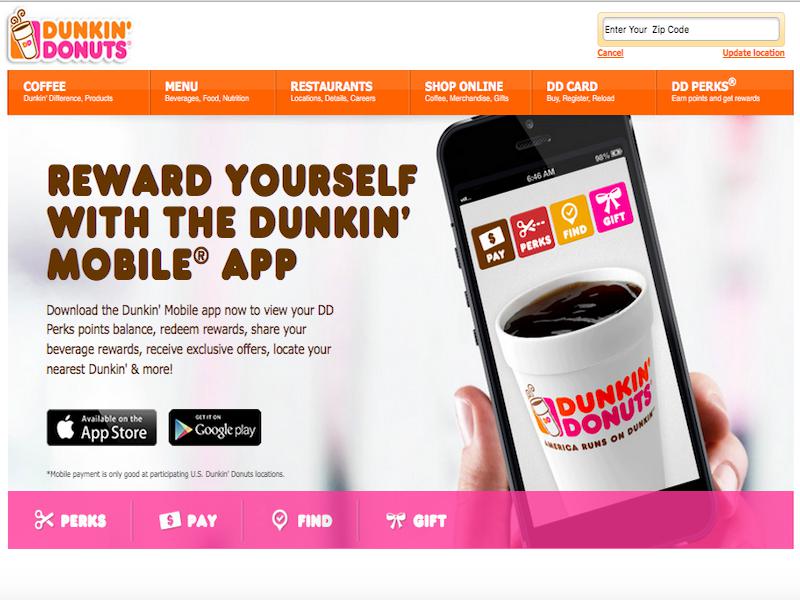 DUNKIN'
DONUTS®
Enter Your Zip Code
Cancel
Update location
COFFEE
Dunkin' Difference, Products
MENU
Beverages, Food, Nutrition
RESTAURANTS
Locations, Details, Careers
SHOP ONLINE
Coffee, Merchandise, Gifts
DD CARD
Buy, Register, Reload
DD PERKS®
Earn points and get rewards
REWARD YOURSELF
WITH THE DUNKIN'
MOBILE® APP
Download the Dunkin' Mobile app now to view your DD
Perks points balance, redeem rewards, share your
beverage rewards, receive exclusive offers, locate your
nearest Dunkin' & more!
Available on the
App Store
GET IT ON
Google play
*Mobile payment is only good at participating U.S. Dunkin' Donuts locations.
6:46 AM
98%
$
PAY
PERKS
FIND
GIFT
DD
DUNKIN'
DONUTS
AMERICA RUNS ON DUNKIN'
PERKS
$
PAY
FIND
GIFT